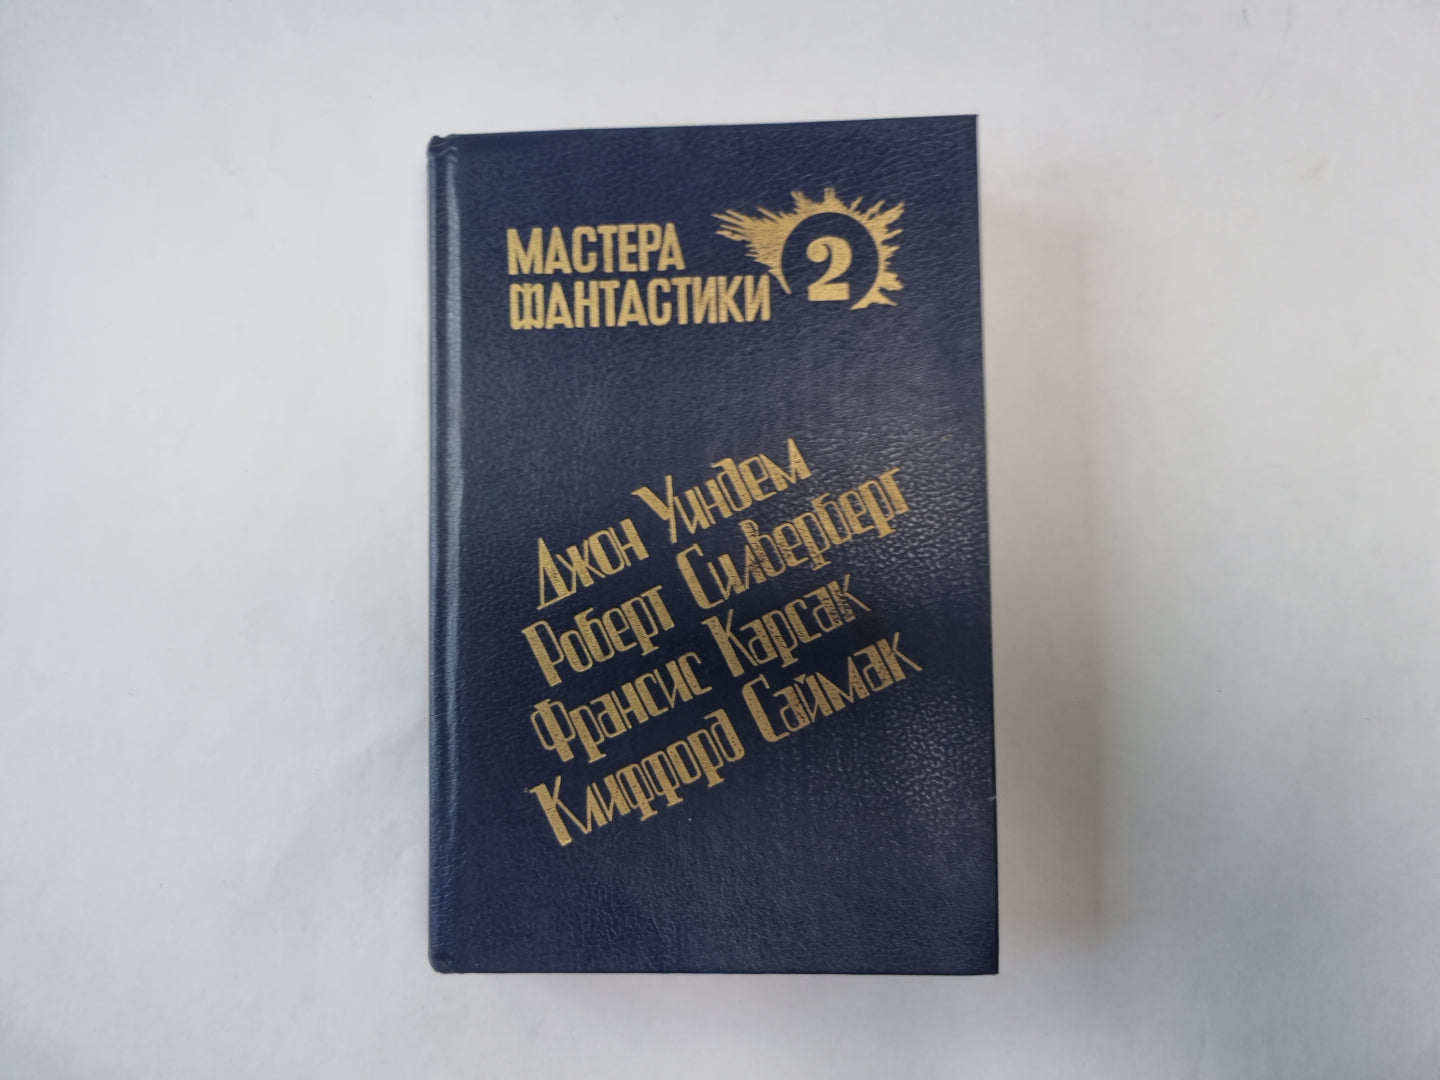 МАСТЕРА
ФАНТАСТИКИ
2
Джон Уиндем
Роберт Силверберг
Франсис Карсак
Клиффорд Саймак